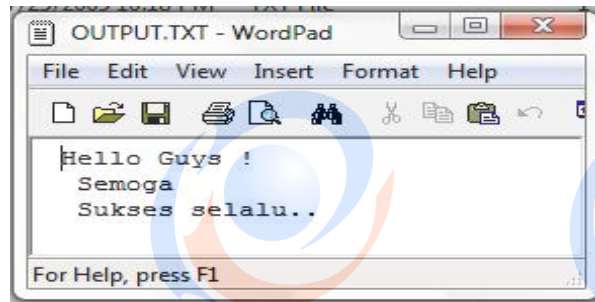 OUTPUT.TXT - WordPad
File Edit View Insert Format Help
Hello Guys !
Semoga
Sukses selalu..
For Help, press F1